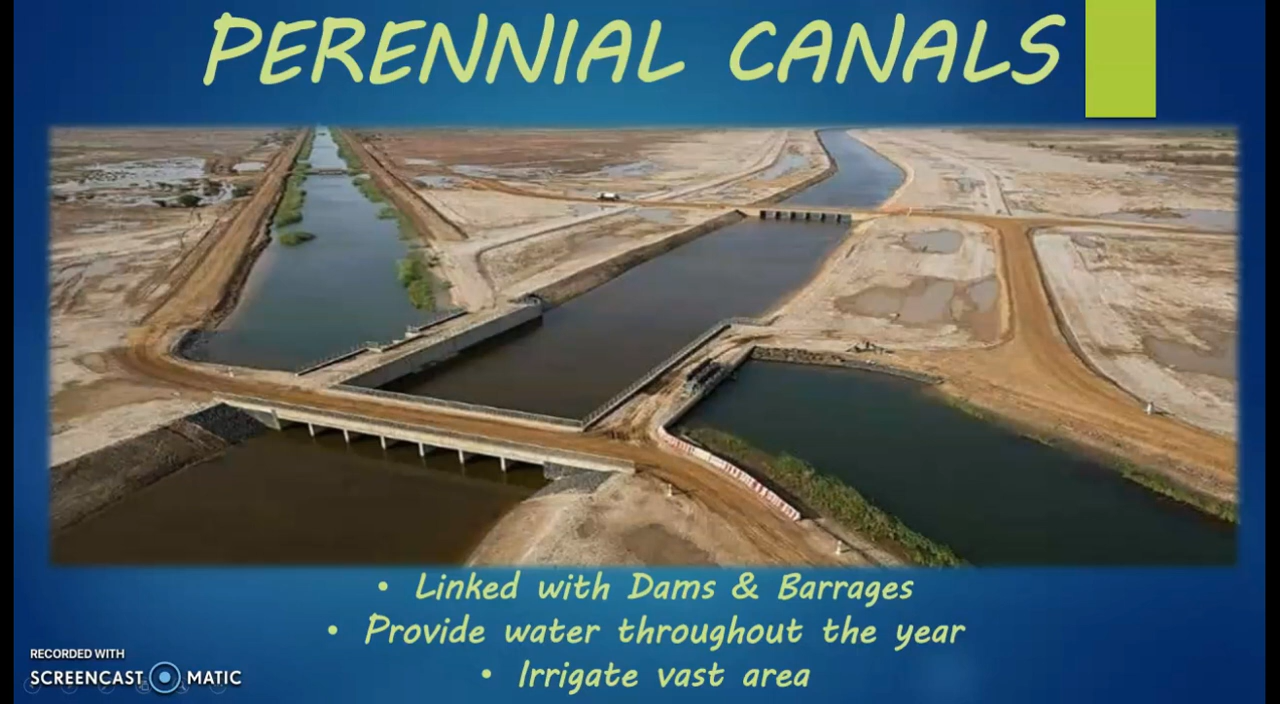 PERENNIAL CANALS
• Linked with Dams & Barrages
• Provide water throughout the year
• Irrigate vast area
RECORDED WITH
SCREENCAST MATIC